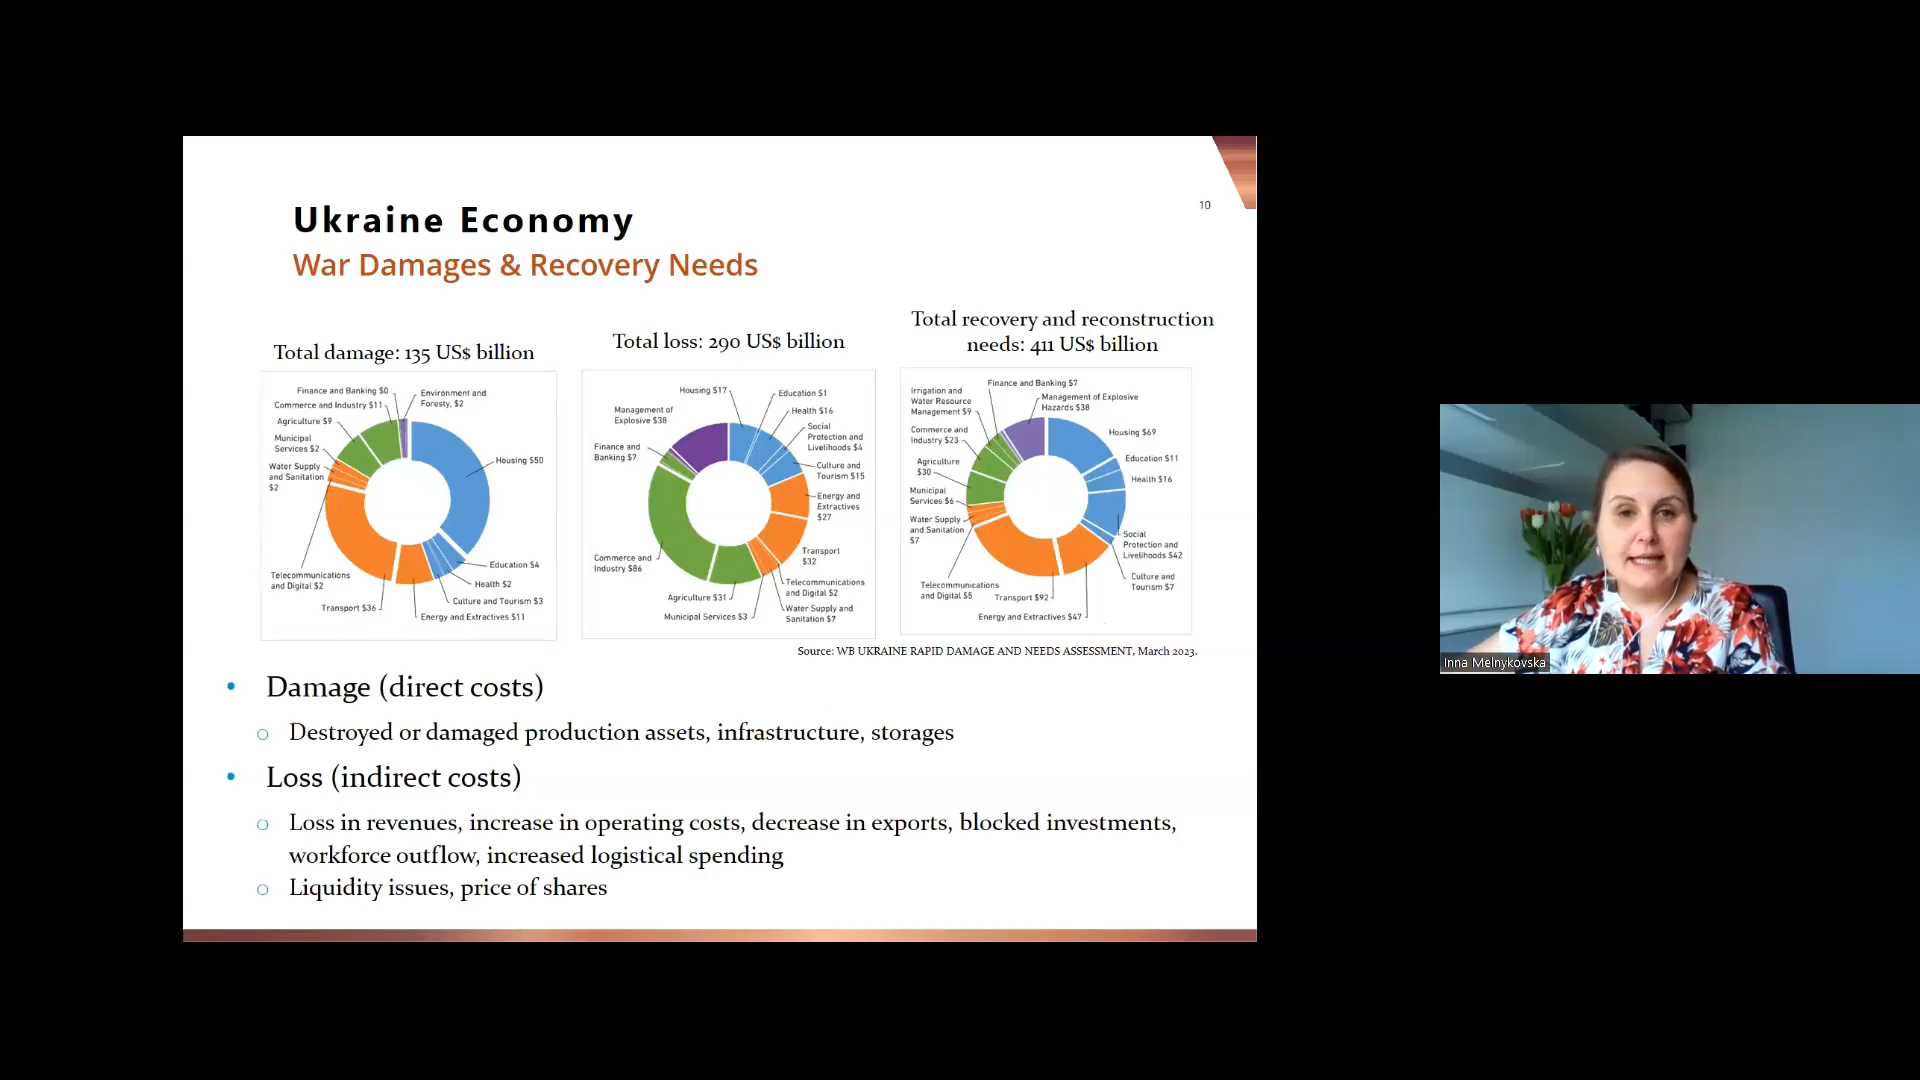 10
Ukraine Economy
War Damages & Recovery Needs
Total damage: 135 US$ billion
Finance and Banking $0
Commerce and Industry $11
Agriculture $9
Municipal
Services $2
Water Supply
and Sanitation
$2
Telecommunications
and Digital $2
Transport $36
Environment and
Foresty, $2
Housing $50
Education $4
Health $2
Culture and Tourism $3
Energy and Extractives $11
Total loss: 290 US$ billion
Housing $17
Management of
Explosive $38
Finance and
Banking $7
Commerce and
Industry $86
Agriculture $31
Municipal Services $3
Education $1
Health $16
Social
Protection and
Livelihoods $4
Culture and
Tourism $15
Energy and
Extractives
$27
Transport
$32
Telecommunications
and Digital $2
Water Supply and
Sanitation $7
Total recovery and reconstruction
needs: 411 US$ billion
Finance and Banking $7
Irrigation and
Water Resource
Management $9
Commerce and
Industry $23
Agriculture
$30
Municipal
Services $6
Water Supply
and Sanitation
$7
Telecommunications
and Digital $5
Transport $92
Energy and Extractives $47
Management of Explosive
Hazards $38
Housing $69
Education $11
Health $16
Social
Protection and
Livelihoods $42
Culture and
Tourism $7
Source: WB UKRAINE RAPID DAMAGE AND NEEDS ASSESSMENT, March 2023.
• Damage (direct costs)
○ Destroyed or damaged production assets, infrastructure, storages
• Loss (indirect costs)
○ Loss in revenues, increase in operating costs, decrease in exports, blocked investments,
workforce outflow, increased logistical spending
○ Liquidity issues, price of shares
Inna Melnykovska